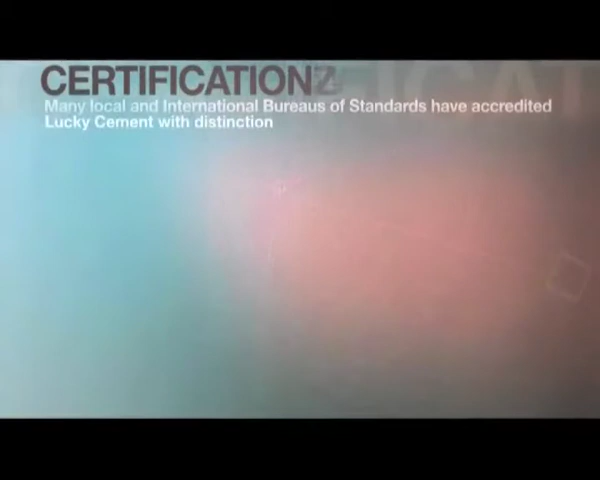 CERTIFICATION
Many local and International Bureaus of Standards have accredited
Lucky Cement with distinction